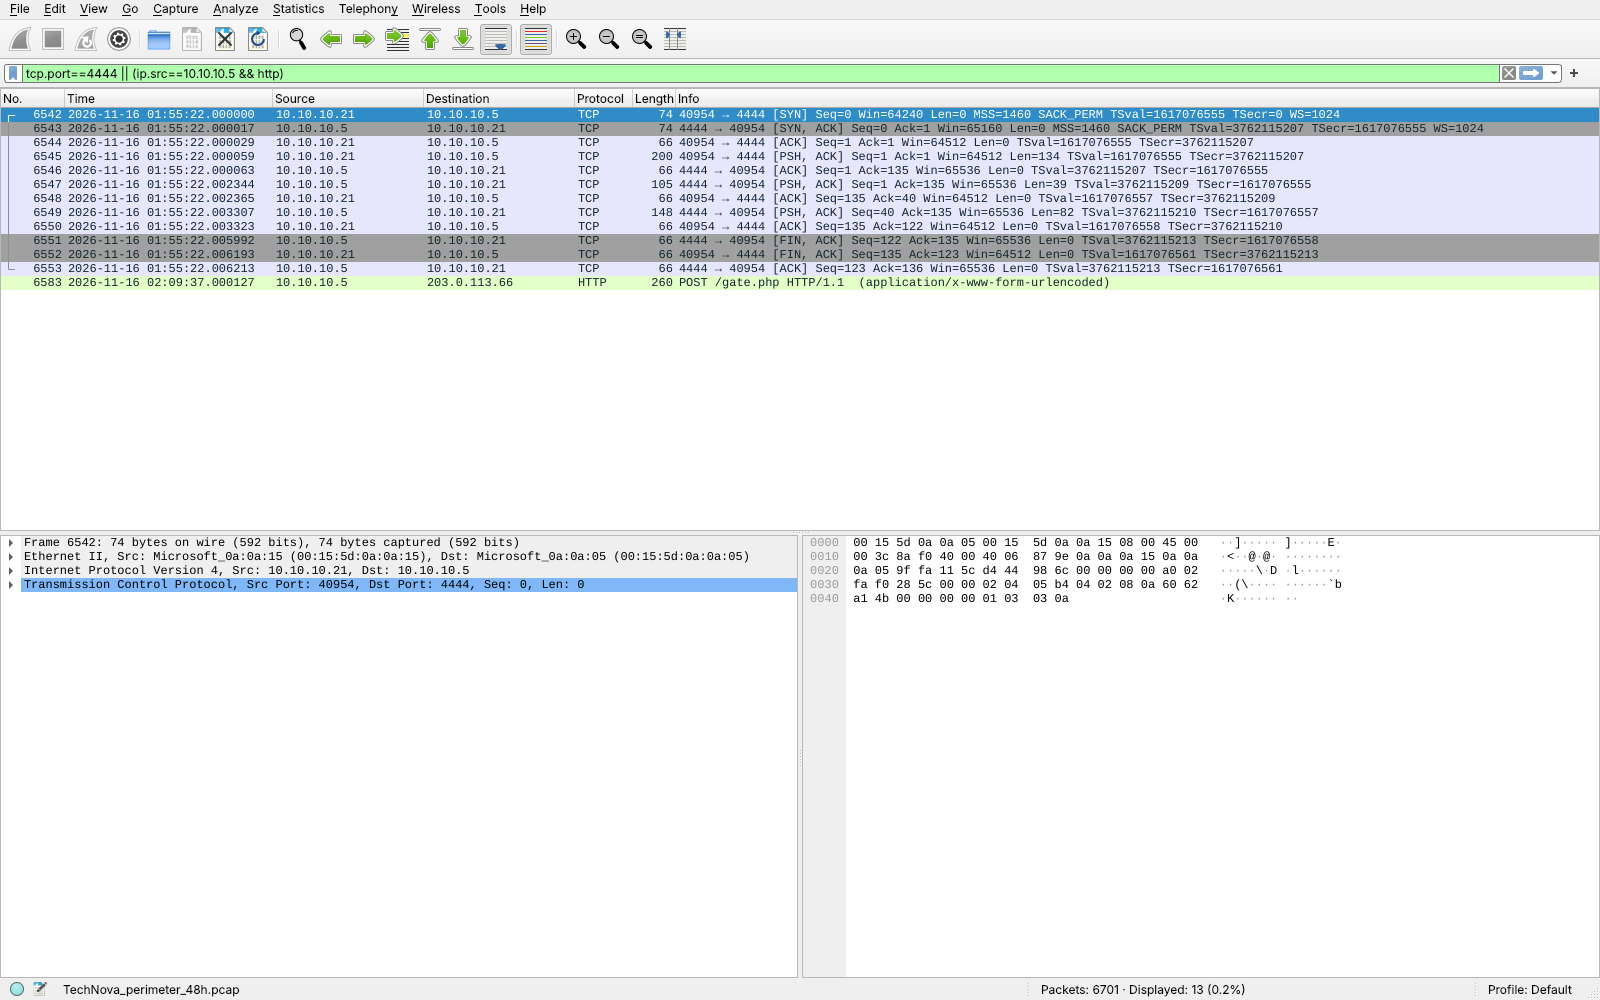 File Edit View Go Capture Analyze Statistics Telephony Wireless Tools Help
tcp.port==4444 || (ip.src==10.10.10.5 && http)
No. Time Source Destination Protocol Length Info
6542 2026-11-16 01:55:22.000000 10.10.10.21 10.10.10.5 TCP 74 40954 → 4444 [SYN] Seq=0 Win=64240 Len=0 MSS=1460 SACK_PERM TSval=1617076555 TSecr=0 WS=1024
6543 2026-11-16 01:55:22.000017 10.10.10.5 10.10.10.21 TCP 74 4444 → 40954 [SYN, ACK] Seq=0 Ack=1 Win=65160 Len=0 MSS=1460 SACK_PERM TSval=3762115207 TSecr=1617076555 WS=1024
6544 2026-11-16 01:55:22.000029 10.10.10.21 10.10.10.5 TCP 66 40954 → 4444 [ACK] Seq=1 Ack=1 Win=64512 Len=0 TSval=1617076555 TSecr=3762115207
6545 2026-11-16 01:55:22.000059 10.10.10.21 10.10.10.5 TCP 200 40954 → 4444 [PSH, ACK] Seq=1 Ack=1 Win=64512 Len=134 TSval=1617076555 TSecr=3762115207
6546 2026-11-16 01:55:22.000063 10.10.10.5 10.10.10.21 TCP 66 4444 → 40954 [ACK] Seq=1 Ack=135 Win=65536 Len=0 TSval=3762115207 TSecr=1617076555
6547 2026-11-16 01:55:22.002344 10.10.10.5 10.10.10.21 TCP 105 4444 → 40954 [PSH, ACK] Seq=1 Ack=135 Win=65536 Len=39 TSval=3762115209 TSecr=1617076555
6548 2026-11-16 01:55:22.002365 10.10.10.21 10.10.10.5 TCP 66 40954 → 4444 [ACK] Seq=135 Ack=40 Win=64512 Len=0 TSval=1617076557 TSecr=3762115209
6549 2026-11-16 01:55:22.003307 10.10.10.5 10.10.10.21 TCP 148 4444 → 40954 [PSH, ACK] Seq=40 Ack=135 Win=65536 Len=82 TSval=3762115210 TSecr=1617076557
6550 2026-11-16 01:55:22.003323 10.10.10.21 10.10.10.5 TCP 66 40954 → 4444 [ACK] Seq=135 Ack=122 Win=64512 Len=0 TSval=1617076558 TSecr=3762115210
6551 2026-11-16 01:55:22.005992 10.10.10.5 10.10.10.21 TCP 66 4444 → 40954 [FIN, ACK] Seq=122 Ack=135 Win=65536 Len=0 TSval=3762115213 TSecr=1617076558
6552 2026-11-16 01:55:22.006193 10.10.10.21 10.10.10.5 TCP 66 40954 → 4444 [FIN, ACK] Seq=135 Ack=123 Win=64512 Len=0 TSval=1617076561 TSecr=3762115213
6553 2026-11-16 01:55:22.006213 10.10.10.5 10.10.10.21 TCP 66 4444 → 40954 [ACK] Seq=123 Ack=136 Win=65536 Len=0 TSval=3762115213 TSecr=1617076561
6583 2026-11-16 02:09:37.000127 10.10.10.5 203.0.113.66 HTTP 260 POST /gate.php HTTP/1.1  (application/x-www-form-urlencoded)
Frame 6542: 74 bytes on wire (592 bits), 74 bytes captured (592 bits)
Ethernet II, Src: Microsoft_0a:0a:15 (00:15:5d:0a:0a:15), Dst: Microsoft_0a:0a:05 (00:15:5d:0a:0a:05)
Internet Protocol Version 4, Src: 10.10.10.21, Dst: 10.10.10.5
Transmission Control Protocol, Src Port: 40954, Dst Port: 4444, Seq: 0, Len: 0
0000 00 15 5d 0a 0a 05 00 15 5d 0a 0a 15 08 00 45 00 ··]····· ]·····E·
0010 00 3c 8a f0 40 00 40 06 87 9e 0a 0a 0a 15 0a 0a ·<··@·@· ········
0020 0a 05 9f fa 11 5c d4 44 98 6c 00 00 00 00 a0 02 ·····\·D ·l······
0030 fa f0 28 5c 00 00 02 04 05 b4 04 02 08 0a 60 62 ··(\···· ······`b
0040 a1 4b 00 00 00 00 01 03 03 0a ·K······ ··
TechNova_perimeter_48h.pcap
Packets: 6701 · Displayed: 13 (0.2%)
Profile: Default